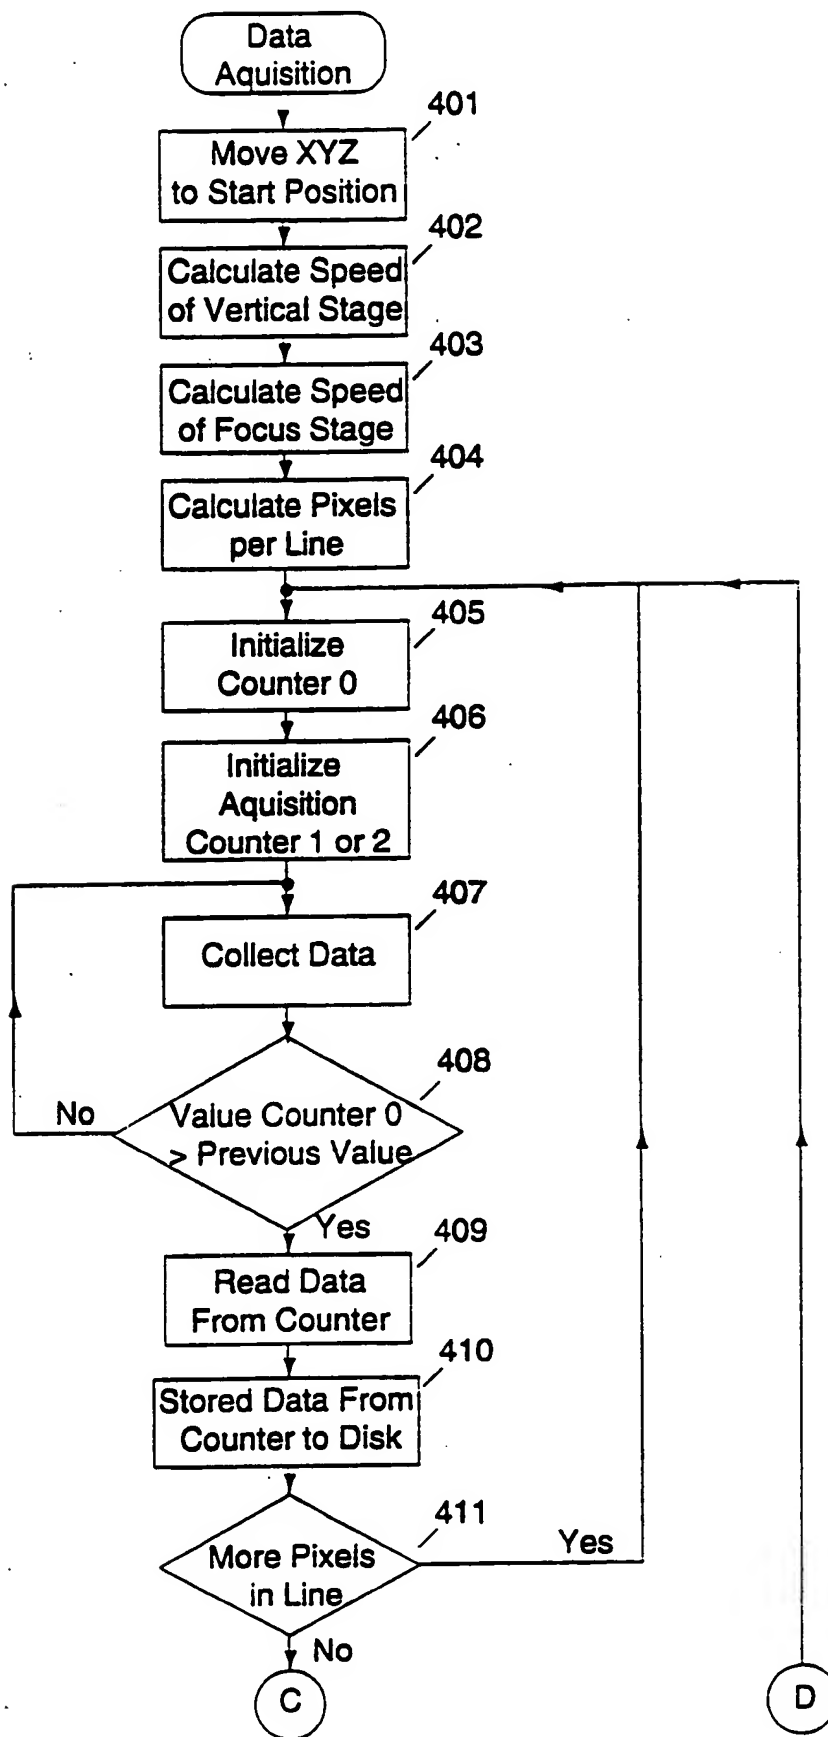 Data
Aquisition
401
Move XYZ
to Start Position
402
Calculate Speed
of Vertical Stage
403
Calculate Speed
of Focus Stage
404
Calculate Pixels
per Line
405
Initialize
Counter 0
406
Initialize
Aquisition
Counter 1 or 2
407
Collect Data
408
No
Value Counter 0
> Previous Value
Yes
409
Read Data
From Counter
410
Stored Data From
Counter to Disk
411
Yes
More Pixels
in Line
No
C
D